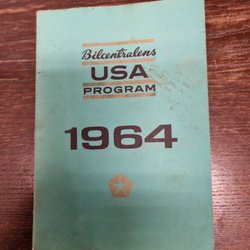 Bilcentralens
USA
PROGRAM
1964